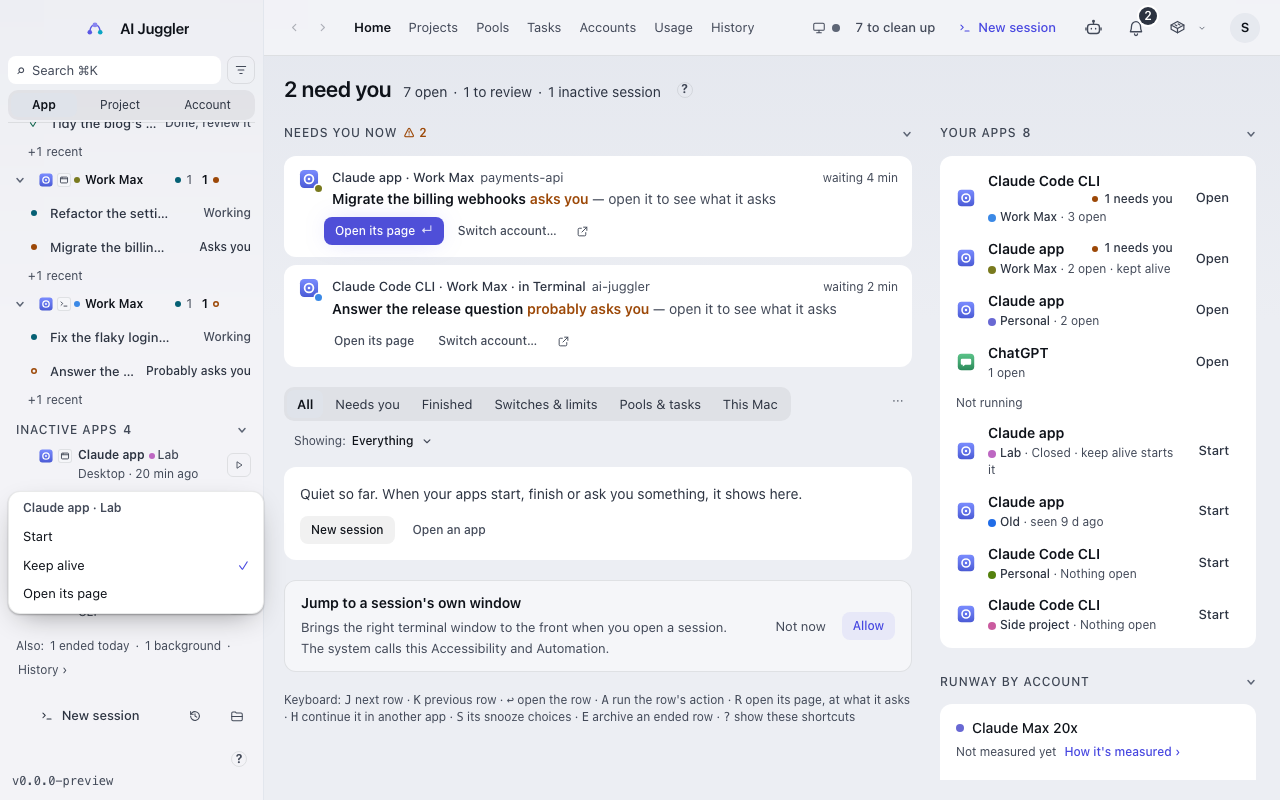 AI Juggler
Search ⌘K
App Project Account
Tidy the blog's ... Done, review it
+1 recent
Work Max 1 1
Refactor the setti... Working
Migrate the billin... Asks you
+1 recent
Work Max 1 1
Fix the flaky login... Working
Answer the ... Probably asks you
+1 recent
INACTIVE APPS 4
Claude app Lab
Desktop · 20 min ago
Claude app · Lab
Start
Keep alive
Open its page
Also: 1 ended today · 1 background ·
History ›
New session
?
v0.0.0-preview
Home Projects Pools Tasks Accounts Usage History
7 to clean up
New session
2
S
2 need you 7 open · 1 to review · 1 inactive session ?
NEEDS YOU NOW 2
Claude app · Work Max payments-api waiting 4 min
Migrate the billing webhooks asks you — open it to see what it asks
Open its page ↵ Switch account...
Claude Code CLI · Work Max · in Terminal ai-juggler waiting 2 min
Answer the release question probably asks you — open it to see what it asks
Open its page Switch account...
All Needs you Finished Switches & limits Pools & tasks This Mac ...
Showing: Everything
Quiet so far. When your apps start, finish or ask you something, it shows here.
New session Open an app
Jump to a session's own window
Brings the right terminal window to the front when you open a session.
The system calls this Accessibility and Automation.
Not now Allow
Keyboard: J next row · K previous row · ↩ open the row · A run the row's action · R open its page, at what it asks
· H continue it in another app · S its snooze choices · E archive an ended row · ? show these shortcuts
YOUR APPS 8
Claude Code CLI
1 needs you
Work Max · 3 open
Open
Claude app 1 needs you
Work Max · 2 open · kept alive
Open
Claude app
Personal · 2 open
Open
ChatGPT
1 open
Open
Not running
Claude app
Lab · Closed · keep alive starts
it
Start
Claude app
Old · seen 9 d ago
Start
Claude Code CLI
Personal · Nothing open
Start
Claude Code CLI
Side project · Nothing open
Start
RUNWAY BY ACCOUNT
Claude Max 20x
Not measured yet How it's measured ›